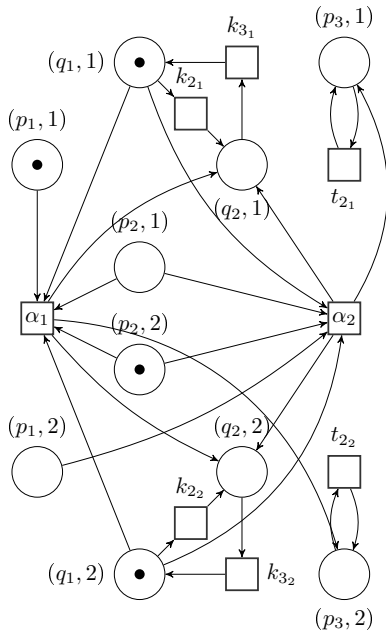 (p₃, 1)
(q₁, 1)
k₃₁
k₂₁
(p₁, 1)
t₂₁
(q₂, 1)
(p₂, 1)
α₁
α₂
(p₂, 2)
(p₁, 2)
(q₂, 2)
t₂₂
k₂₂
(q₁, 2)
k₃₂
(p₃, 2)